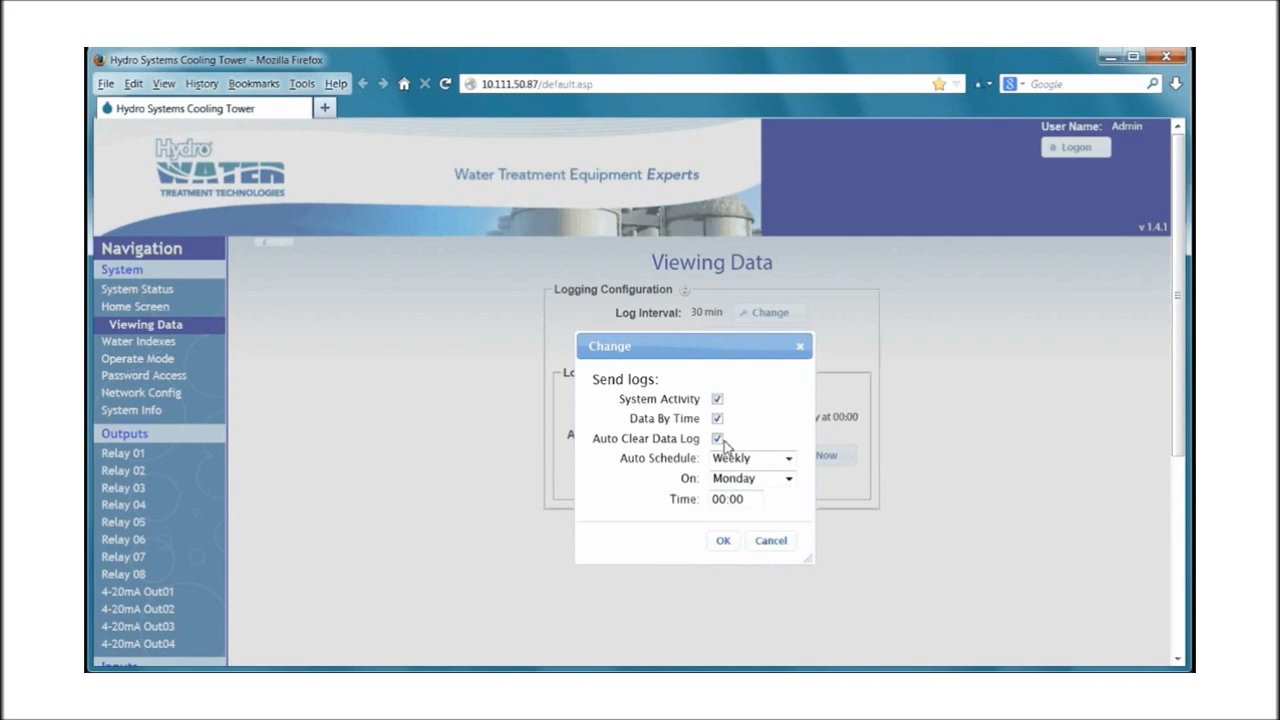 Hydro Systems Cooling Tower - Mozilla Firefox
File Edit View History Bookmarks Tools Help
10.111.50.87/default.asp
Google
Hydro Systems Cooling Tower
User Name: Admin
Logon
Hydro
WATER
TREATMENT TECHNOLOGIES
Water Treatment Equipment Experts
v 1.4.1
Navigation
System
System Status
Home Screen
Viewing Data
Water Indexes
Operate Mode
Password Access
Network Config
System Info
Outputs
Relay 01
Relay 02
Relay 03
Relay 04
Relay 05
Relay 06
Relay 07
Relay 08
4-20mA Out01
4-20mA Out02
4-20mA Out03
4-20mA Out04
Viewing Data
Logging Configuration
Log Interval: 30 min Change
Change
Send logs:
System Activity
Data By Time
Auto Clear Data Log
Auto Schedule: Weekly
On: Monday
Time: 00:00
OK Cancel
at 00:00
Now